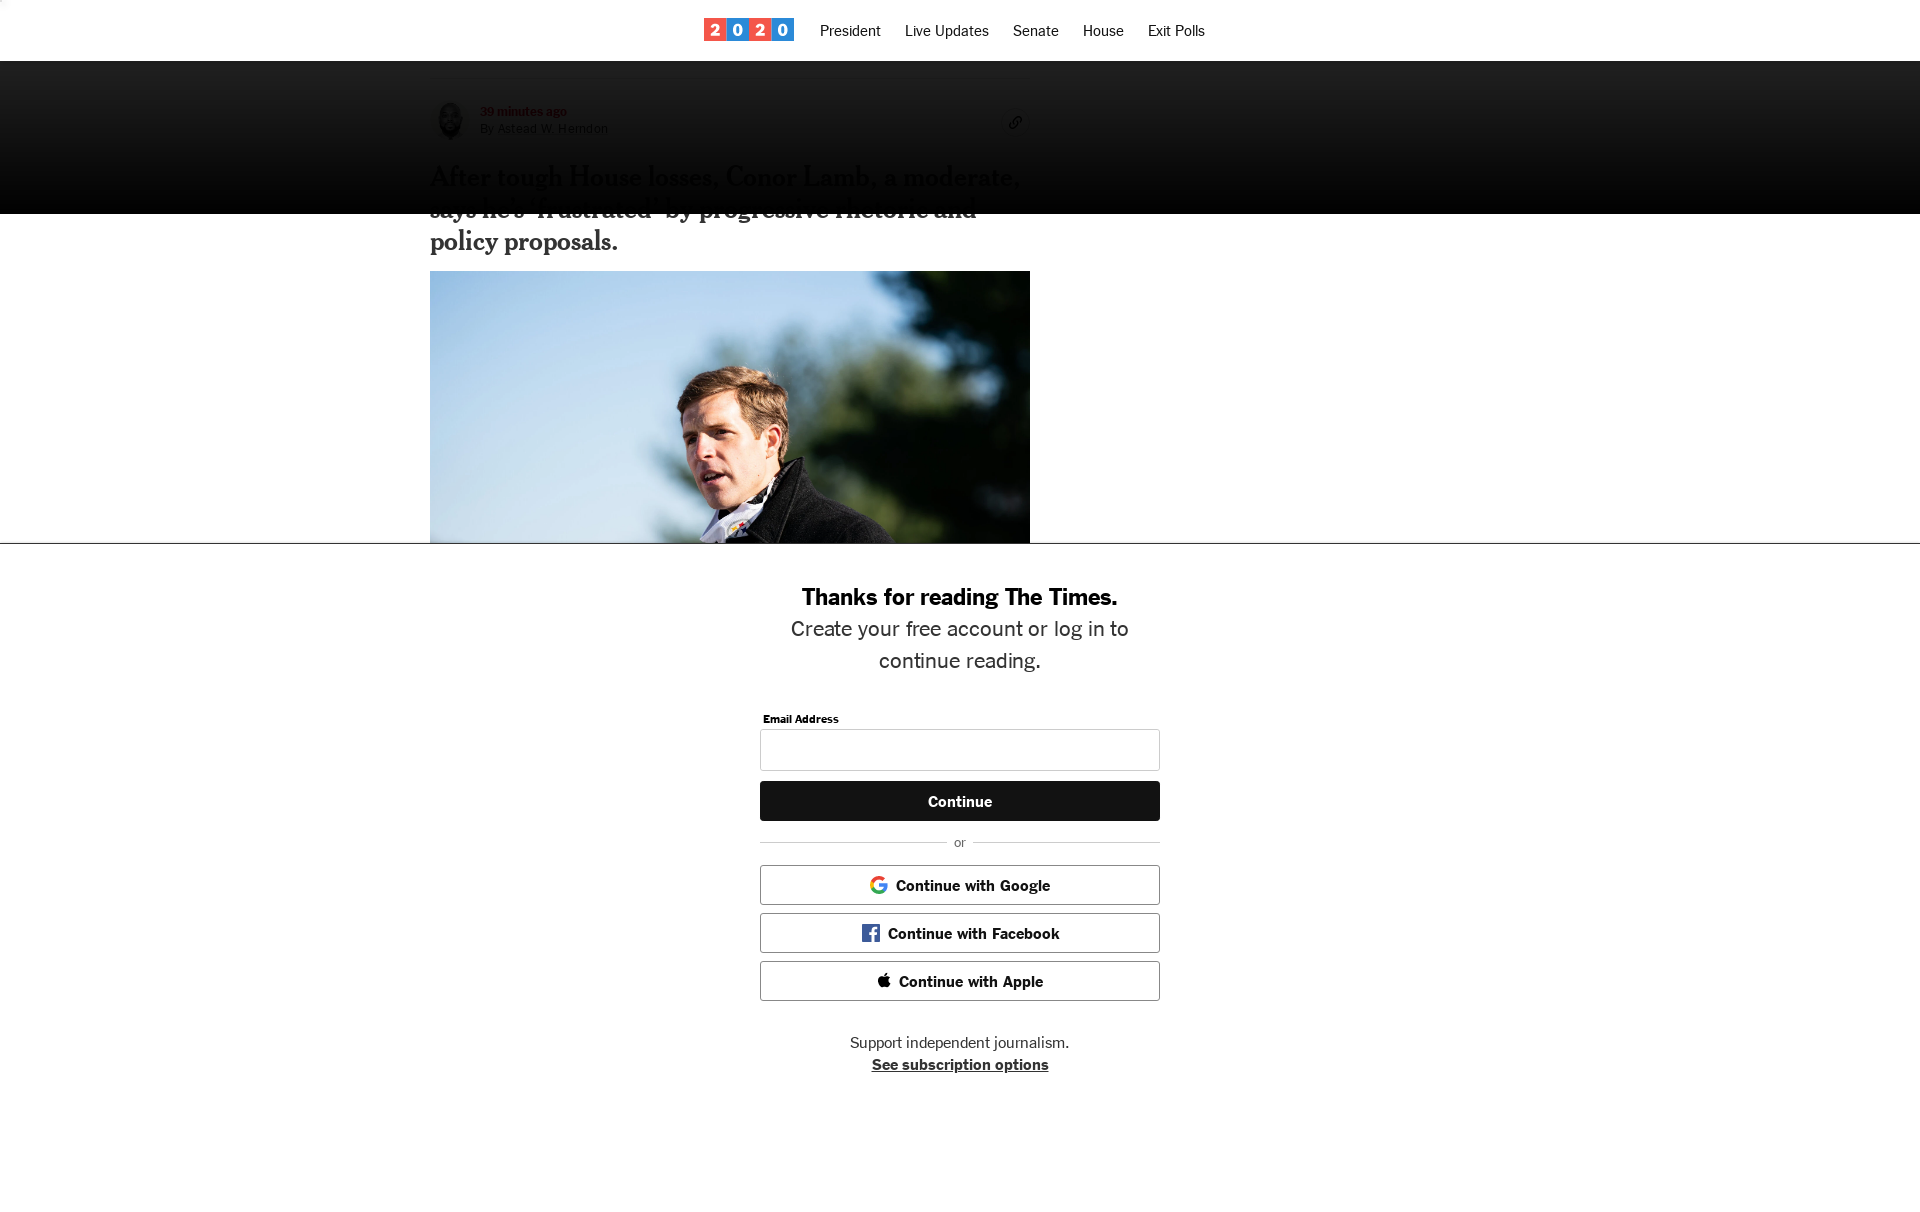 2020 President Live Updates Senate House Exit Polls
39 minutes ago
By Astead W. Herndon
After tough House losses, Conor Lamb, a moderate,
says he's 'frustrated' by progressive rhetoric and
policy proposals.
Thanks for reading The Times.
Create your free account or log in to
continue reading.
Email Address
Continue
or
Continue with Google
Continue with Facebook
Continue with Apple
Support independent journalism.
See subscription options